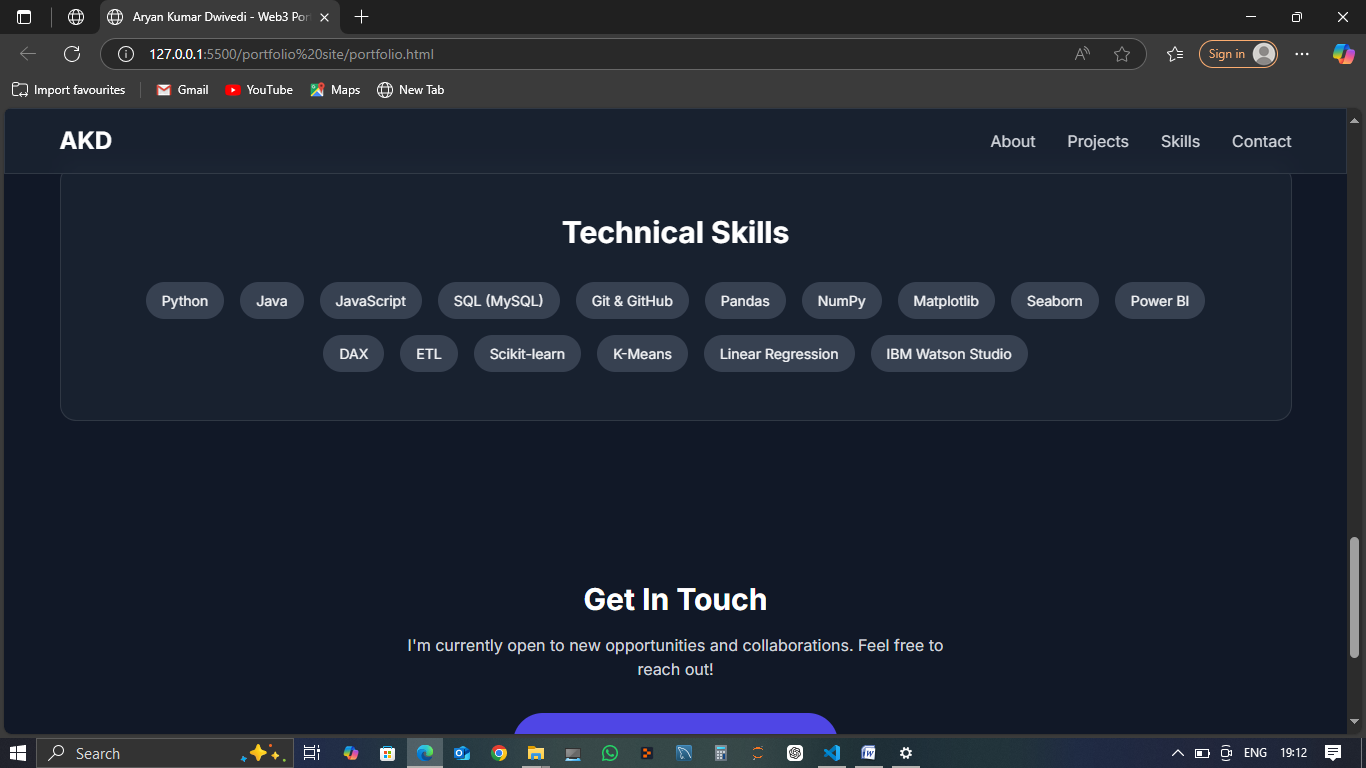 Aryan Kumar Dwivedi - Web3 Por
127.0.0.1:5500/portfolio%20site/portfolio.html
Sign in
Import favourites
Gmail
YouTube
Maps
New Tab
AKD
About
Projects
Skills
Contact
Technical Skills
Python
Java
JavaScript
SQL (MySQL)
Git & GitHub
Pandas
NumPy
Matplotlib
Seaborn
Power BI
DAX
ETL
Scikit-learn
K-Means
Linear Regression
IBM Watson Studio
Get In Touch
I'm currently open to new opportunities and collaborations. Feel free to
reach out!
Search
ENG
19:12